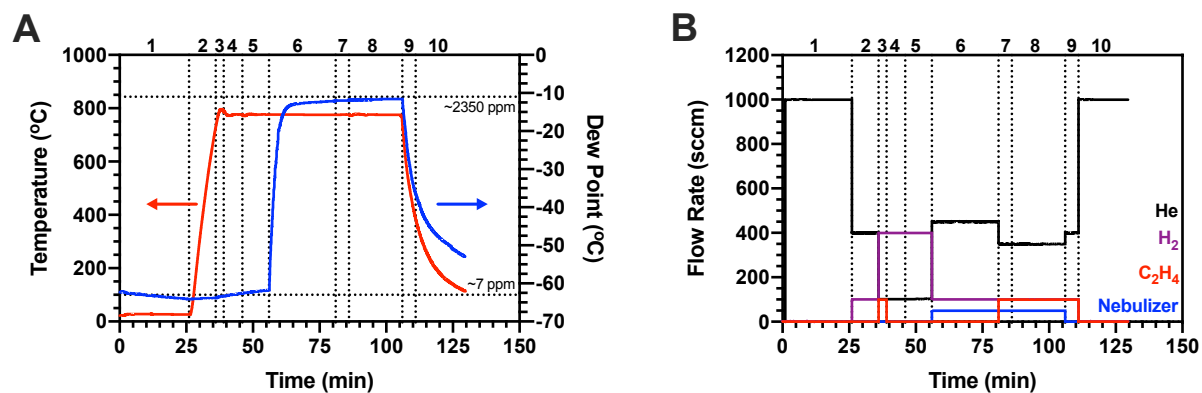 A
1 2 3 4 5 6 7 8 9 10
1000
800
600
400
200
0
Temperature (ºC)
0
-10
-20
-30
-40
-50
-60
-70
Dew Point (ºC)
~2350 ppm
~7 ppm
0 25 50 75 100 125 150
Time (min)
B
1 2 3 4 5 6 7 8 9 10
1200
1000
800
600
400
200
0
Flow Rate (sccm)
He
H₂
C₂H₄
Nebulizer
0 25 50 75 100 125 150
Time (min)